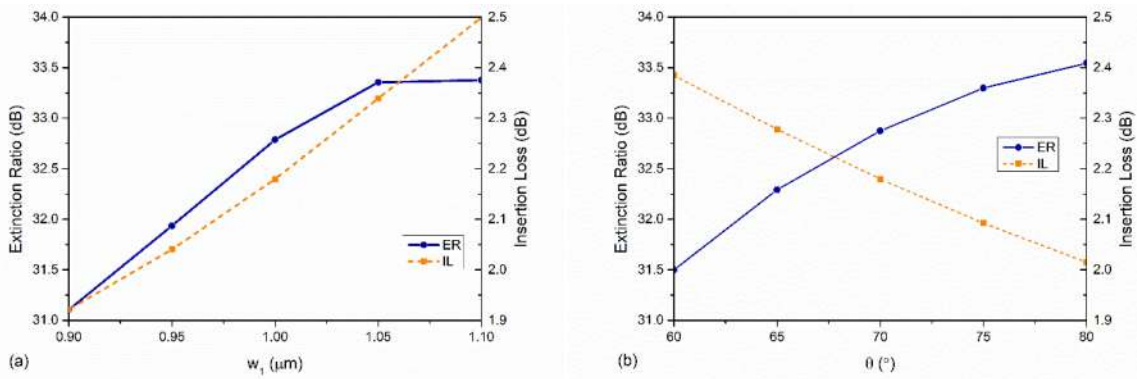 34.0
33.5
33.0
32.5
32.0
31.5
31.0
Extinction Ratio (dB)
2.5
2.4
2.3
2.2
2.1
2.0
1.9
Insertion Loss (dB)
ER
IL
0.90 0.95 1.00 1.05 1.10
(a) w₁ (μm)
34.0
33.5
33.0
32.5
32.0
31.5
31.0
Extinction Ratio (dB)
2.5
2.4
2.3
2.2
2.1
2.0
1.9
Insertion Loss (dB)
ER
IL
60 65 70 75 80
(b) θ (°)